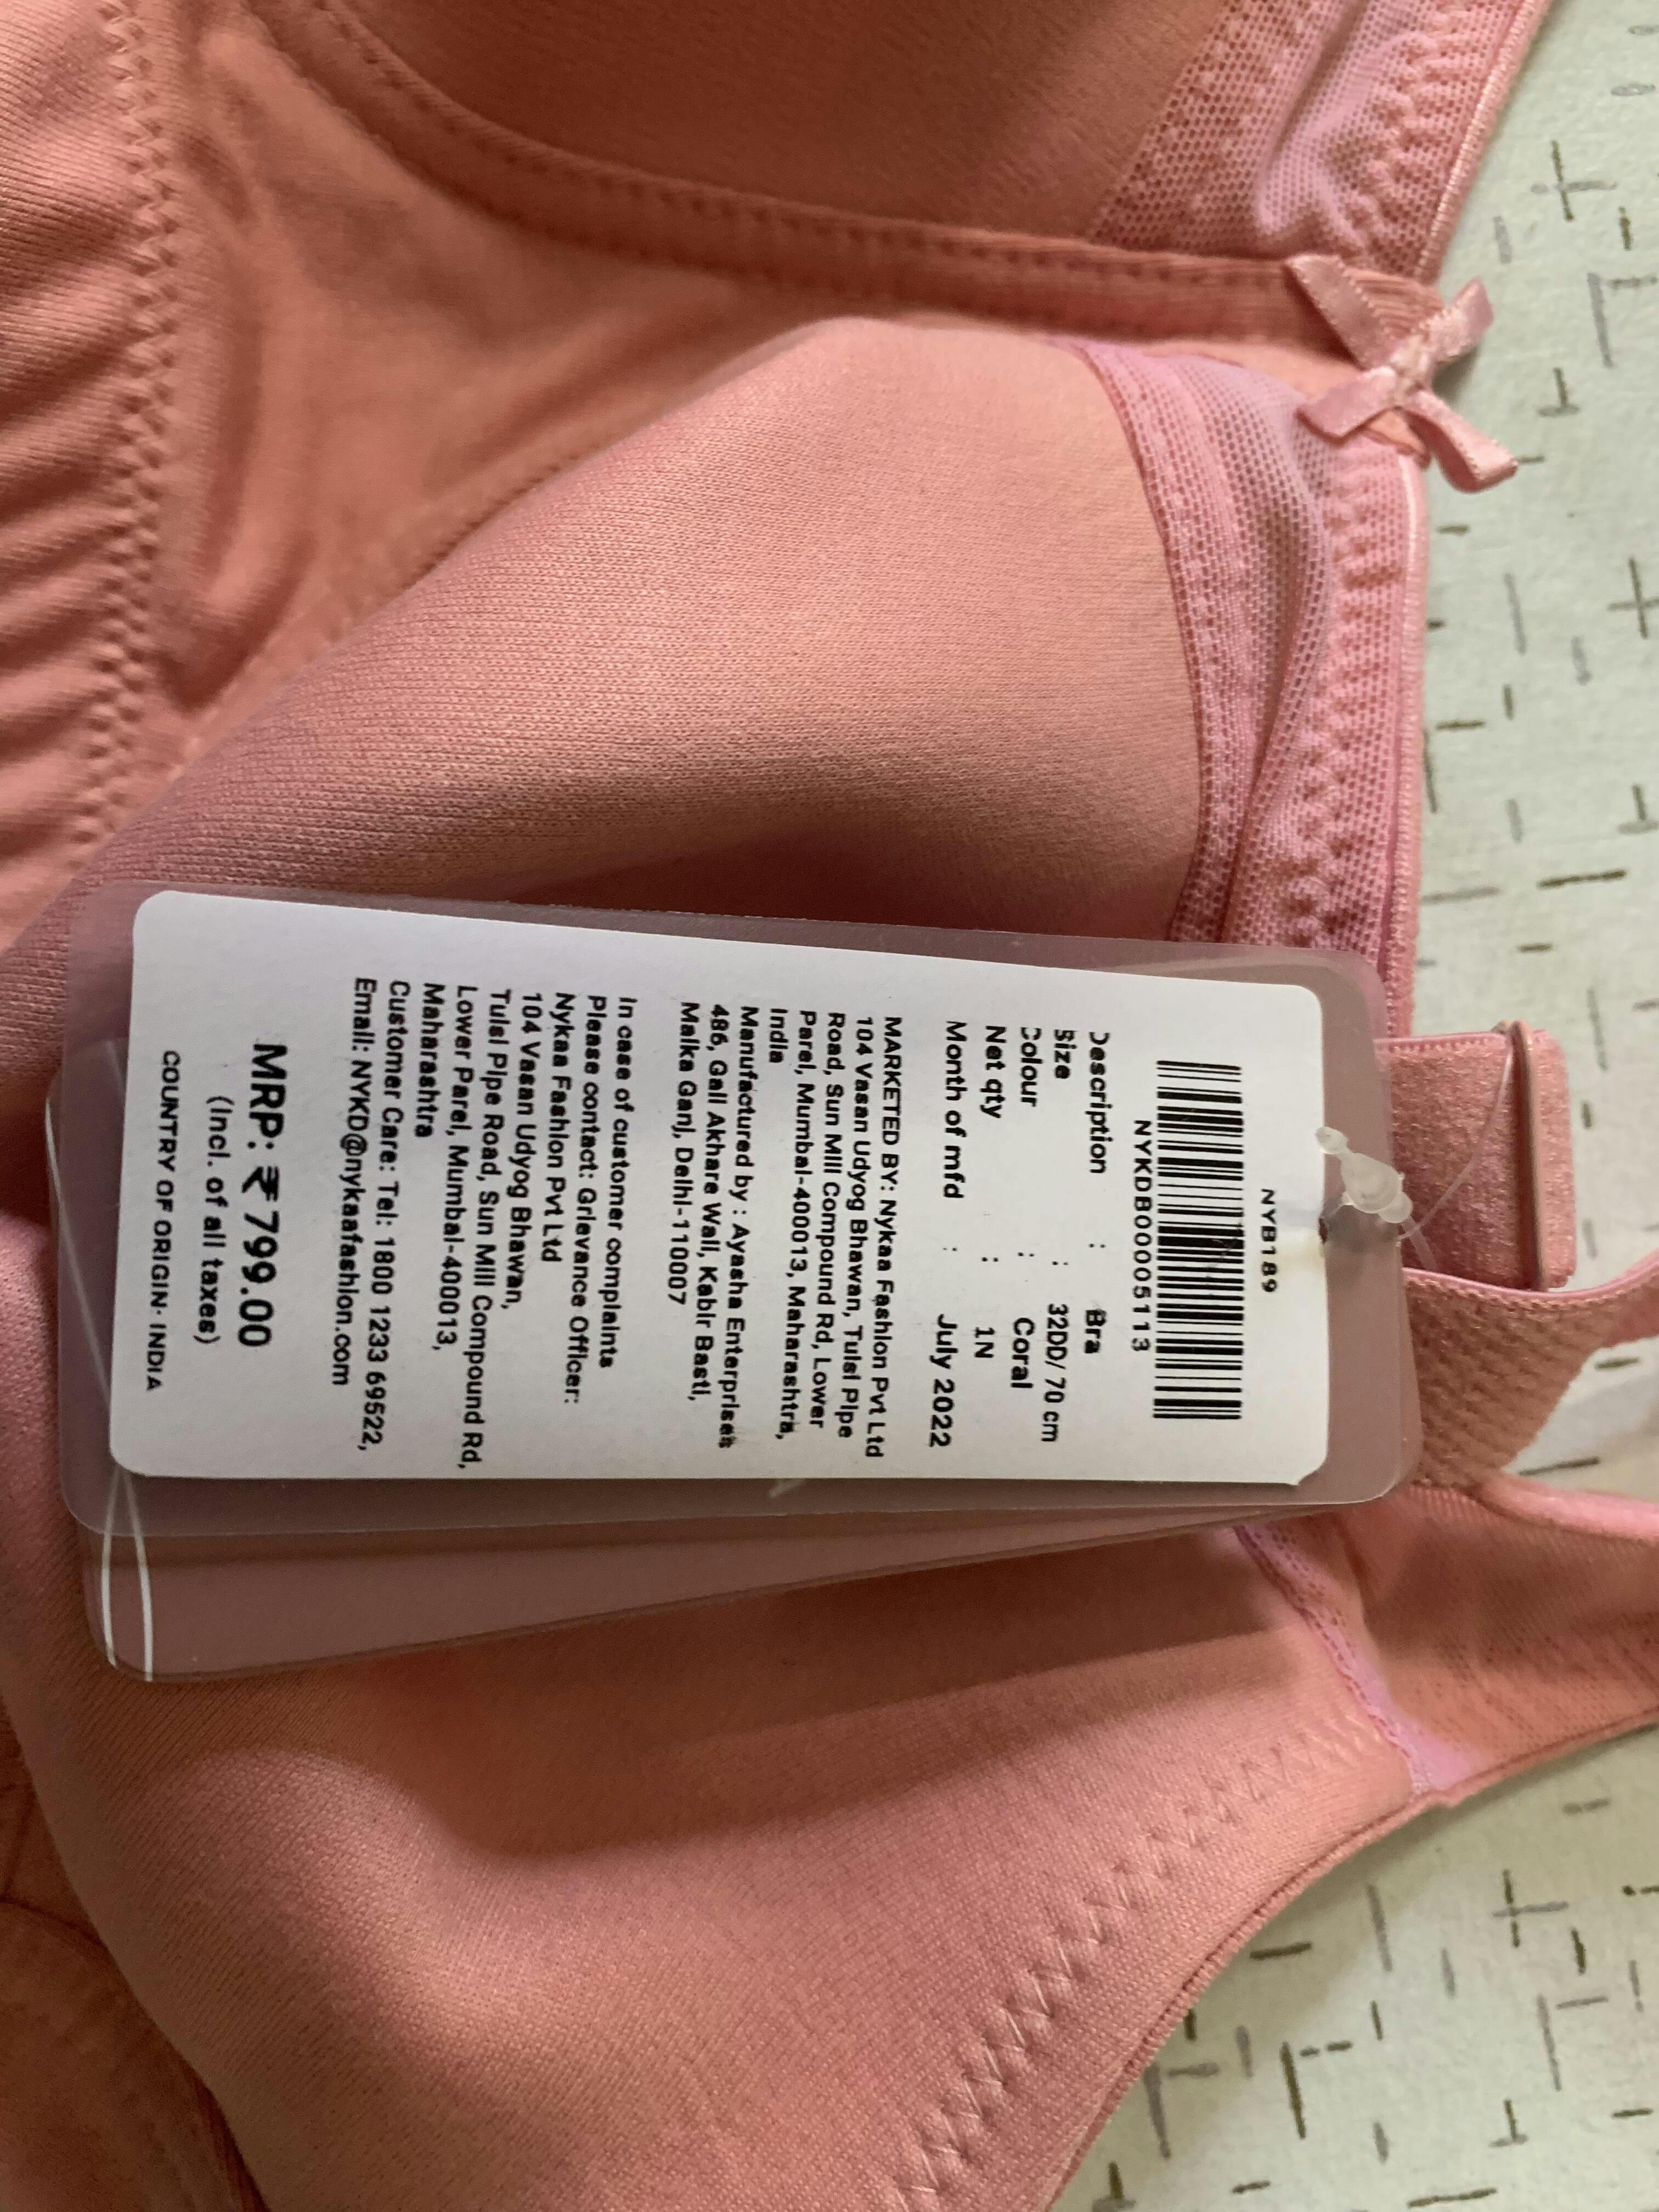 NYB189
NYKDB00005113
Description : Bra
Size : 32DD/ 70 cm
Colour : Coral
Net qty : 1N
Month of mfd : July 2022
MARKETED BY: Nykaa Fashion Pvt Ltd
104 Vasan Udyog Bhawan, Tulsi Pipe
Road, Sun Mill Compound Rd, Lower
Parel, Mumbai-400013, Maharashtra,
India
Manufactured by : Ayasha Enterprises
486, Gali Akhare Wali, Kabir Basti,
Malka Ganj, Delhi-110007
In case of customer complaints
Please contact: Grievance Officer:
Nykaa Fashion Pvt Ltd
104 Vasan Udyog Bhawan,
Tulsi Pipe Road, Sun Mill Compound Rd,
Lower Parel, Mumbai-400013,
Maharashtra
Customer Care: Tel: 1800 1233 69522,
Email: NYKD@nykaafashion.com
MRP: ₹ 799.00
(Incl. of all taxes)
COUNTRY OF ORIGIN: INDIA